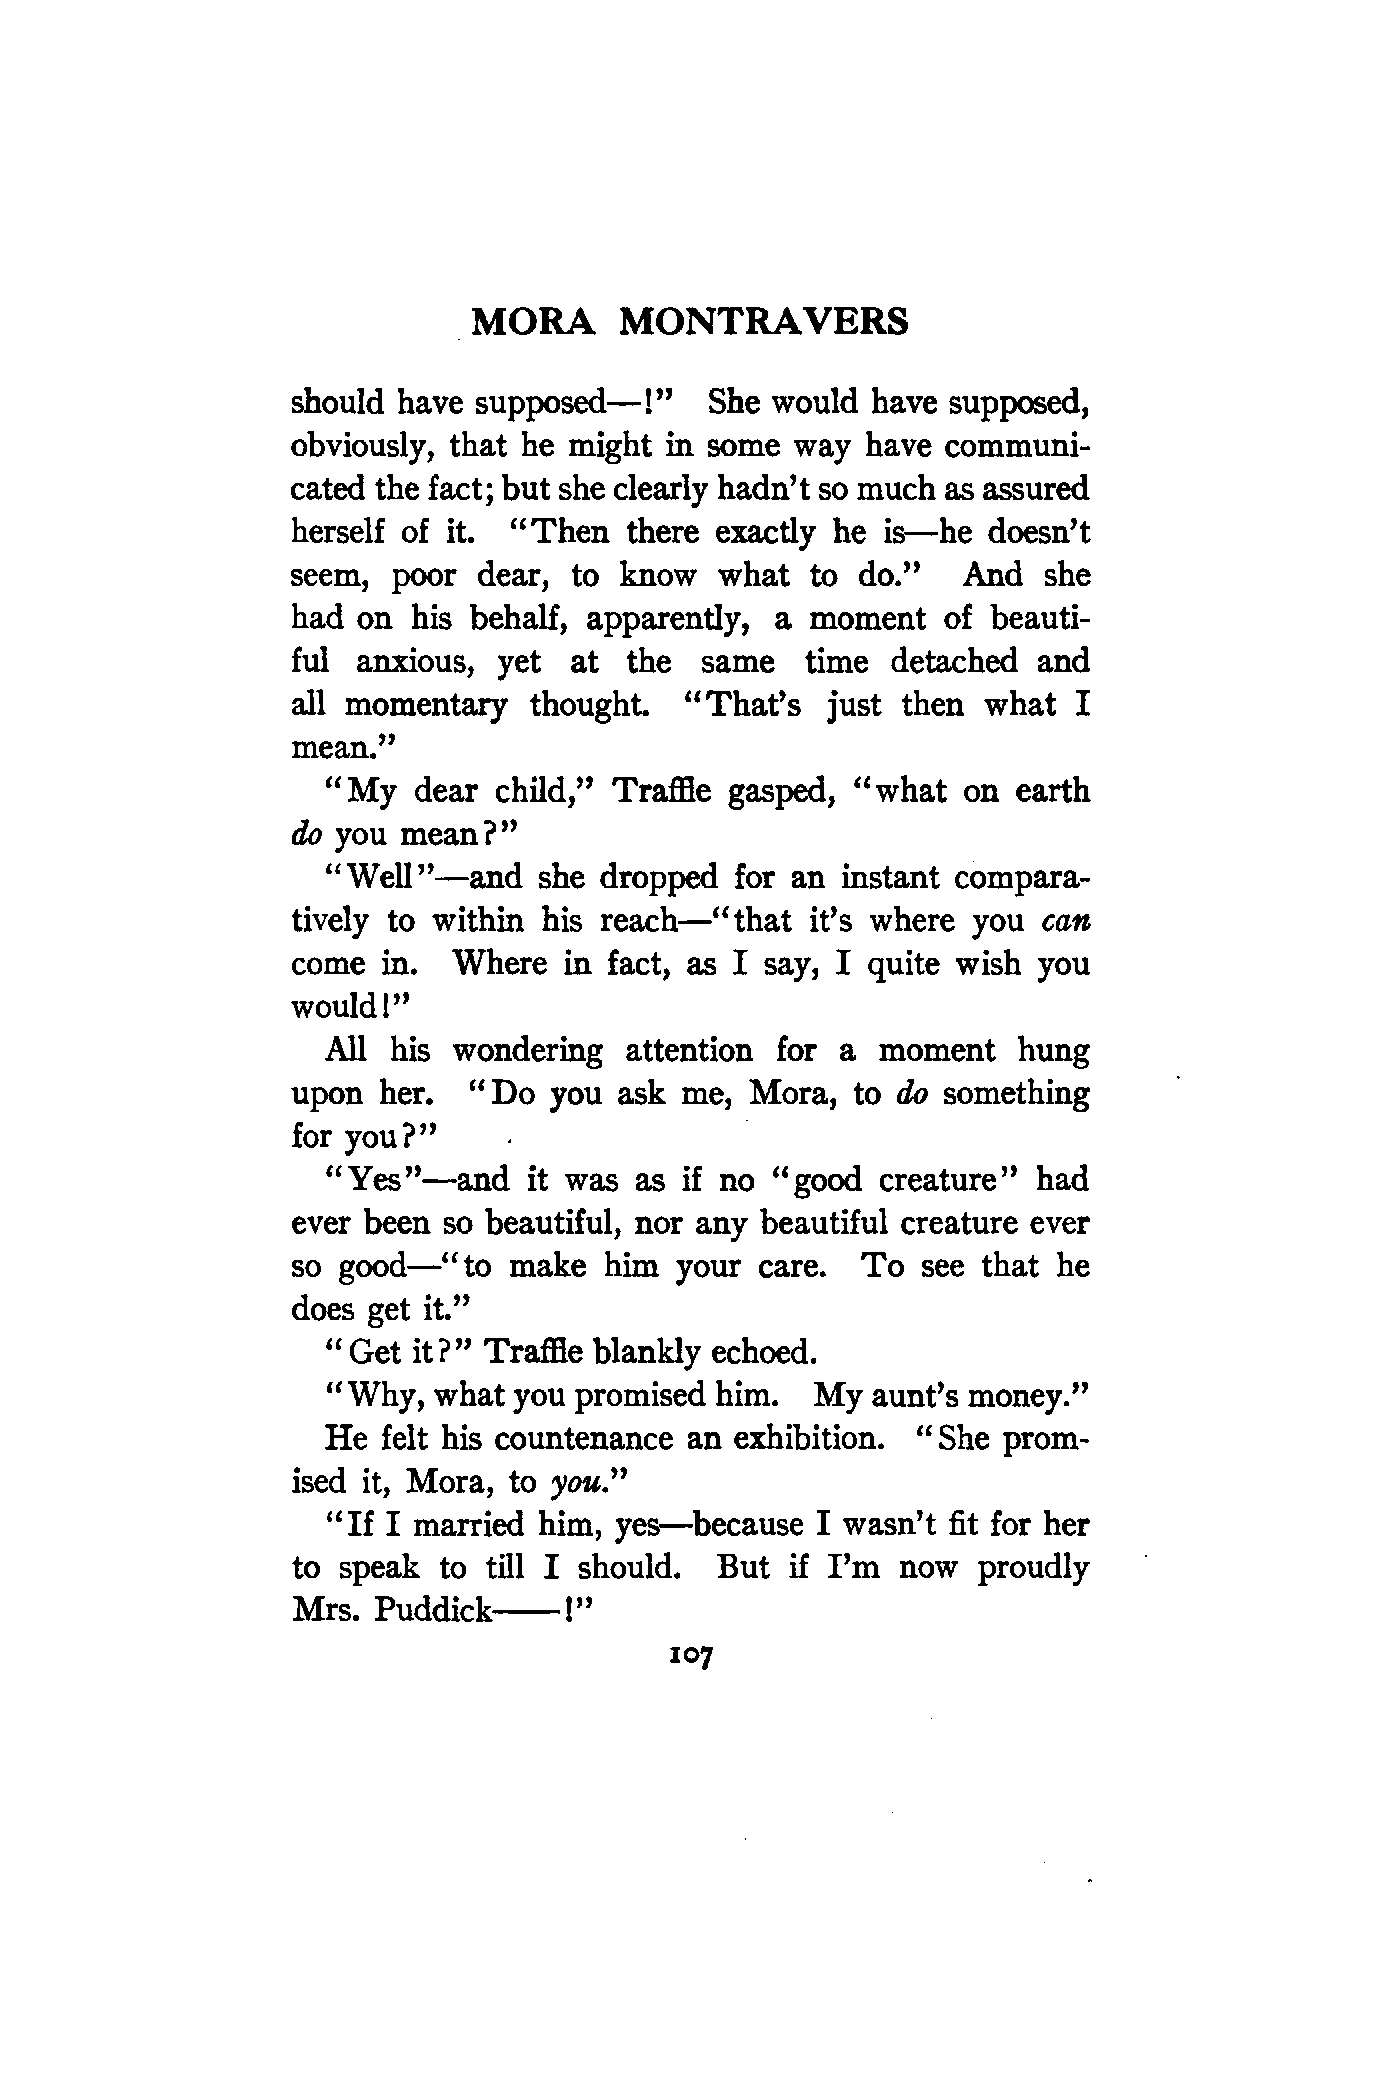 MORA MONTRAVERS
should have supposed—!” She would have supposed,
obviously, that he might in some way have communi-
cated the fact; but she clearly hadn’t so much as assured
herself of it. “Then there exactly he is—he doesn’t
seem, poor dear, to know what to do.” And she
had on his behalf, apparently, a moment of beauti-
ful anxious, yet at the same time detached and
all momentary thought. “That’s just then what I
mean.”
“My dear child,” Traffle gasped, “what on earth
do you mean?”
“Well”—and she dropped for an instant compara-
tively to within his reach—“that it’s where you can
come in. Where in fact, as I say, I quite wish you
would!”
All his wondering attention for a moment hung
upon her. “Do you ask me, Mora, to do something
for you?”
“Yes”—and it was as if no “good creature” had
ever been so beautiful, nor any beautiful creature ever
so good—“to make him your care. To see that he
does get it.”
“Get it?” Traffle blankly echoed.
“Why, what you promised him. My aunt’s money.”
He felt his countenance an exhibition. “She prom-
ised it, Mora, to you.”
“If I married him, yes—because I wasn’t fit for her
to speak to till I should. But if I’m now proudly
Mrs. Puddick——!”
107